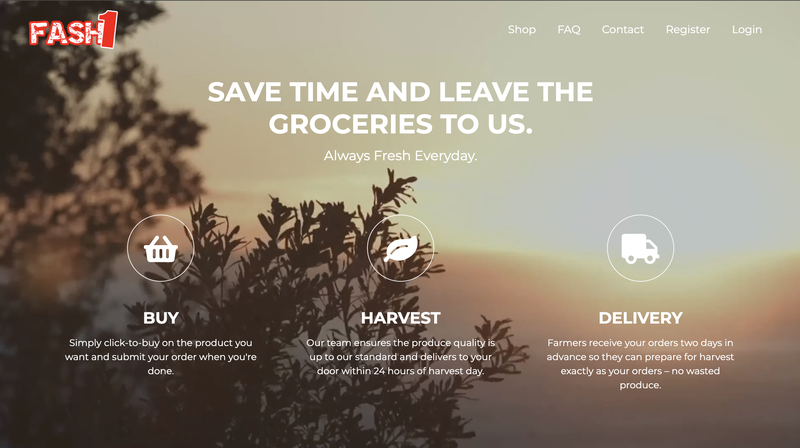 FASH1
Shop FAQ Contact Register Login
SAVE TIME AND LEAVE THE
GROCERIES TO US.
Always Fresh Everyday.
BUY
Simply click-to-buy on the product you
want and submit your order when you're
done.
HARVEST
Our team ensures the produce quality is
up to our standard and delivers to your
door within 24 hours of harvest day.
DELIVERY
Farmers receive your orders two days in
advance so they can prepare for harvest
exactly as your orders – no wasted
produce.